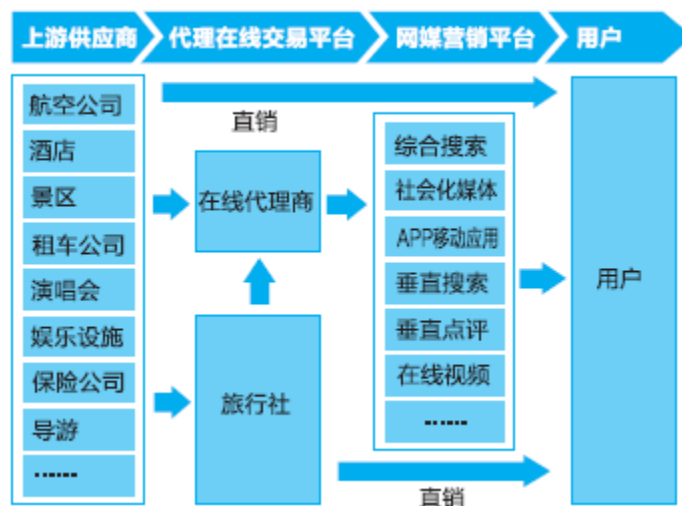 上游供应商
代理在线交易平台
网媒营销平台
用户
航空公司
酒店
景区
租车公司
演唱会
娱乐设施
保险公司
导游
……
直销
在线代理商
旅行社
综合搜索
社会化媒体
APP移动应用
垂直搜索
垂直点评
在线视频
……
直销
用户